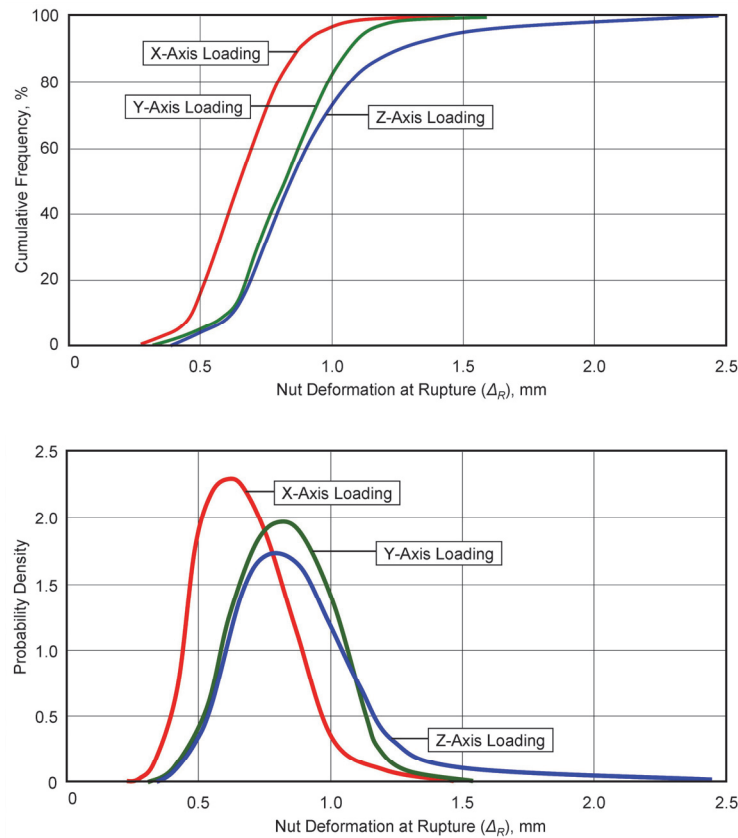 100
80
60
40
20
0
Cumulative Frequency, %
X-Axis Loading
Y-Axis Loading
Z-Axis Loading
0 0.5 1.0 1.5 2.0 2.5
Nut Deformation at Rupture (Δ_R), mm
2.5
2.0
1.5
1.0
0.5
0
Probability Density
X-Axis Loading
Y-Axis Loading
Z-Axis Loading
0 0.5 1.0 1.5 2.0 2.5
Nut Deformation at Rupture (Δ_R), mm